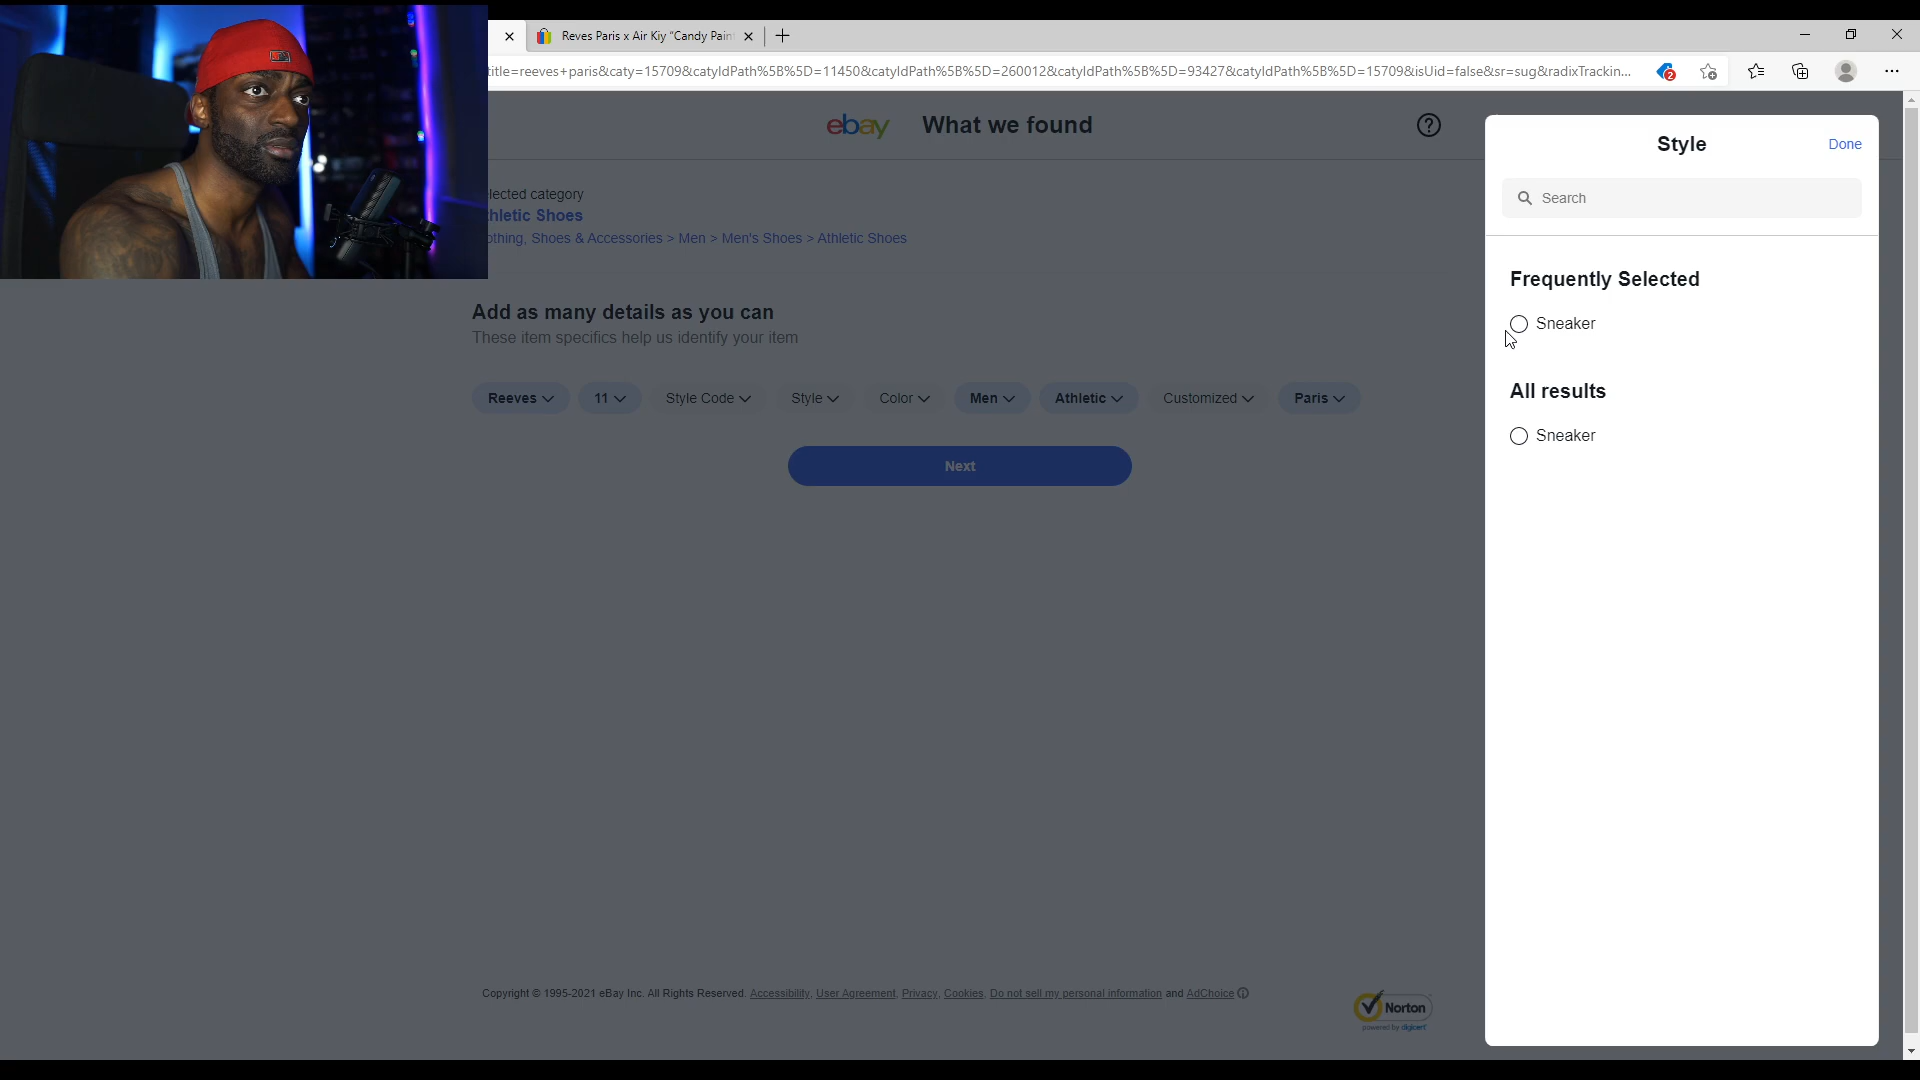 Reves Paris x Air Kiy "Candy Pain
title=reeves+paris&caty=15709&catyIdPath%5B%5D=11450&catyIdPath%5B%5D=260012&catyIdPath%5B%5D=93427&catyIdPath%5B%5D=15709&isUid=false&sr=sug&radixTrackin...
2
ebay What we found
Style Done
Search
lected category
hletic Shoes
othing, Shoes & Accessories > Men > Men's Shoes > Athletic Shoes
Frequently Selected
Sneaker
Add as many details as you can
These item specifics help us identify your item
All results
Reeves 11 Style Code Style Color Men Athletic Customized Paris
Sneaker
Next
Copyright © 1995-2021 eBay Inc. All Rights Reserved. Accessibility, User Agreement, Privacy, Cookies, Do not sell my personal information and AdChoice
Norton
powered by digicert